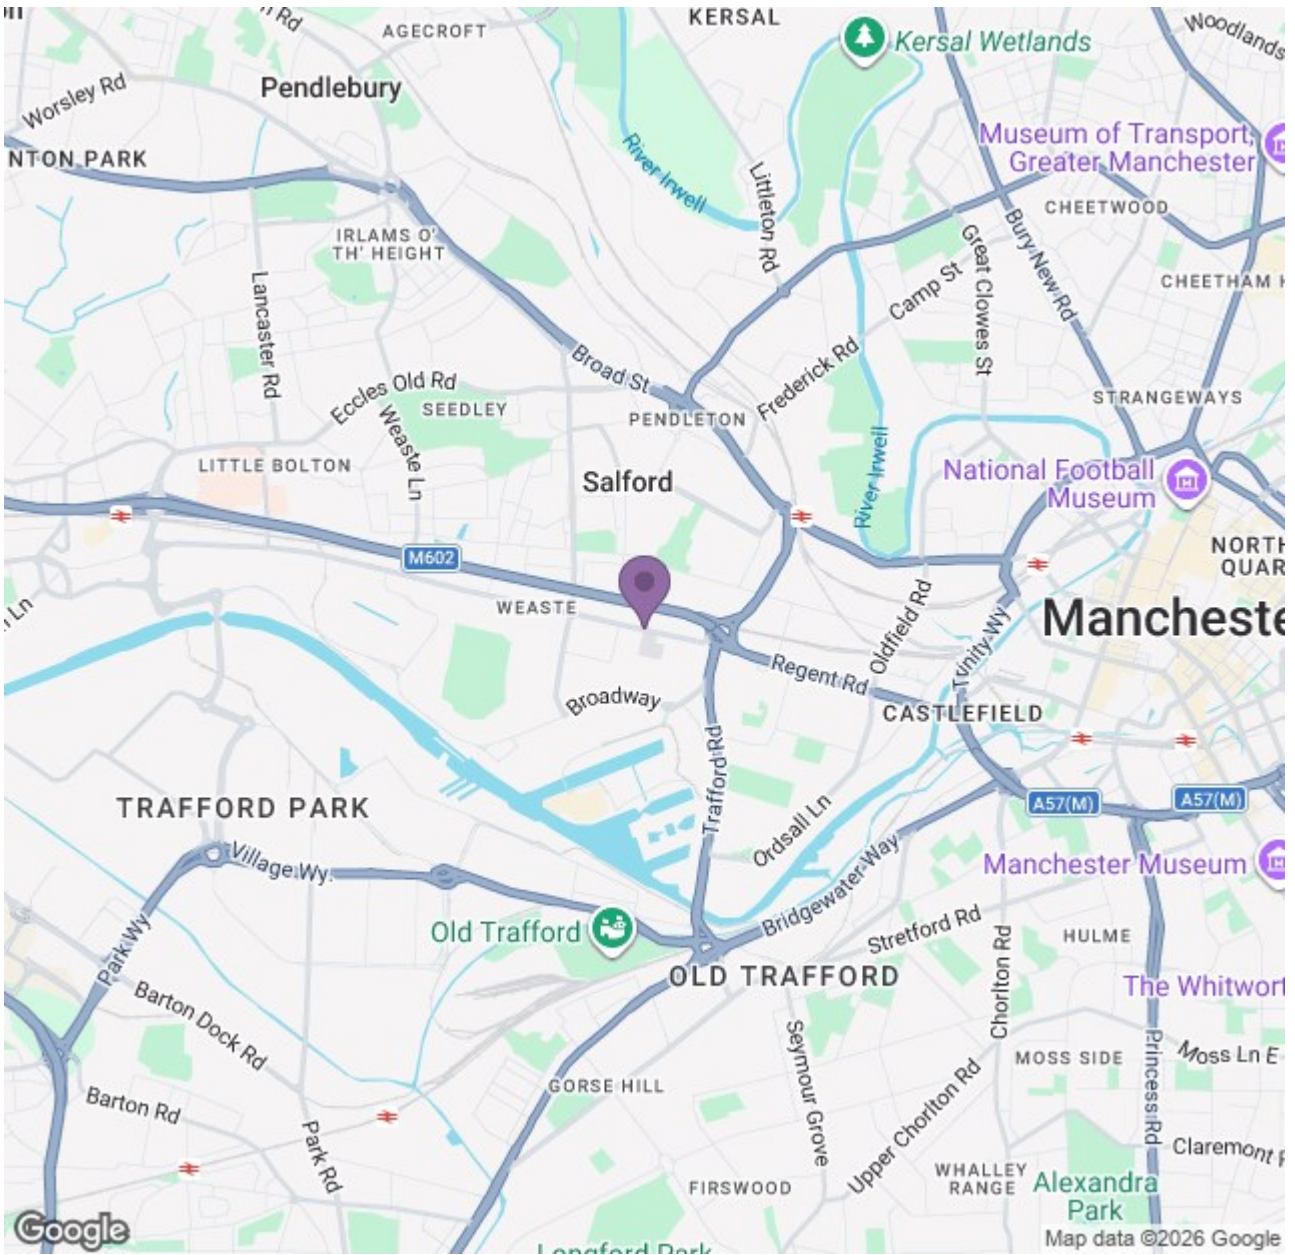 KERSAL
AGECROFT
Kersal Wetlands
Pendlebury
Worsley Rd
NTON PARK
River Irwell
Littleton Rd
Museum of Transport,
Greater Manchester
CHEETWOOD
IRLAMS O'
TH' HEIGHT
Great Clowes St
Bury New Rd
Camp St
CHEETHAM
Lancaster Rd
Broad St
Frederick Rd
Eccles Old Rd
SEEDLEY
PENDLETON
STRANGEWAYS
Weaste Ln
LITTLE BOLTON
Salford
River Irwell
National Football
Museum
M602
NORTH
QUAR
WEASTE
Oldfield Rd
Trinity Wy
Mancheste
Regent Rd
Broadway
CASTLEFIELD
Trafford Rd
TRAFFORD PARK
A57(M)
A57(M)
Ordsall Ln
Village Wy
Bridgewater Way
Manchester Museum
Park Wy
Old Trafford
Stretford Rd
HULME
OLD TRAFFORD
Chorlton Rd
The Whitwort
Barton Dock Rd
Seymour Grove
Princess Rd
MOSS SIDE
Moss Ln E
GORSE HILL
Barton Rd
Park Rd
Upper Chorlton Rd
Claremont
WHALLEY
RANGE
FIRSWOOD
Alexandra
Park
Longford Park
Google
Map data ©2026 Google
Woodlands